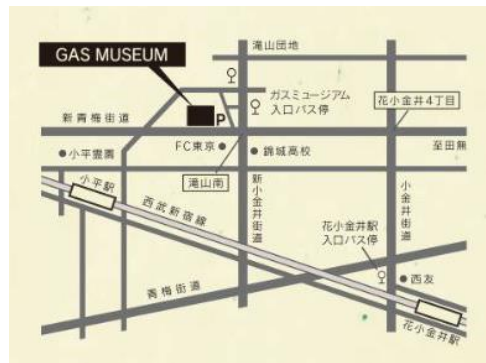 GAS MUSEUM
滝山団地
P
ガスミュージアム
入口バス停
花小金井4丁目
新青梅街道
小平霊園
FC東京
錦城高校
至田無
滝山南
小平駅
西武新宿線
新小金井街道
小金井街道
花小金井駅
入口バス停
西友
青梅街道
花小金井駅